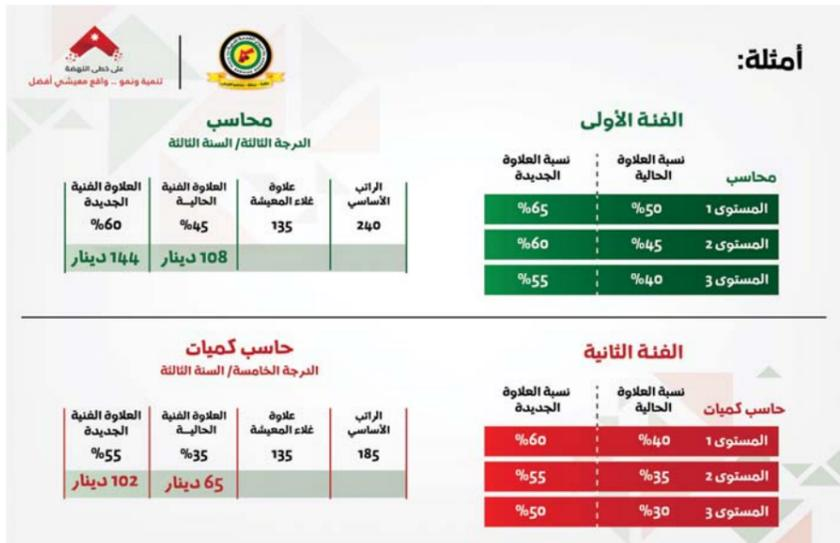 أمثلة:
على خطى النهضة
تنمية ونمو .. واقع معيشي أفضل
الفئة الأولى
محاسب
نسبة العلاوة الحالية
نسبة العلاوة الجديدة
المستوى 1 %50 %65
المستوى 2 %45 %60
المستوى 3 %40 %55
محاسب
الدرجة الثالثة/ السنة الثالثة
الراتب الأساسي
علاوة غلاء المعيشة
العلاوة الفنية الحاليــة
العلاوة الفنية الجديدة
240 135 %45 %60
108 دينار 144 دينار
الفئة الثانية
حاسب كميات
نسبة العلاوة الحالية
نسبة العلاوة الجديدة
المستوى 1 %40 %60
المستوى 2 %35 %55
المستوى 3 %30 %50
حاسب كميات
الدرجة الخامسة/ السنة الثالثة
الراتب الأساسي
علاوة غلاء المعيشة
العلاوة الفنية الحاليــة
العلاوة الفنية الجديدة
185 135 %35 %55
65 دينار 102 دينار